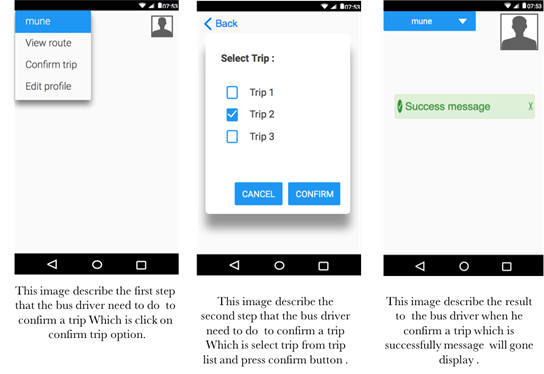 07:53
mune
View route
Confirm trip
Edit profile
This image describe the first step
that the bus driver need to do to
confirm a trip Which is click on
confirm trip option.
07:53
Back
Select Trip :
Trip 1
Trip 2
Trip 3
CANCEL CONFIRM
This image describe the
second step that the bus driver
need to do to confirm a trip
Which is select trip from trip
list and press confirm button .
07:53
mune
Success message X
This image describe the result
to the bus driver when he
confirm a trip which is
successfully message will gone
display .